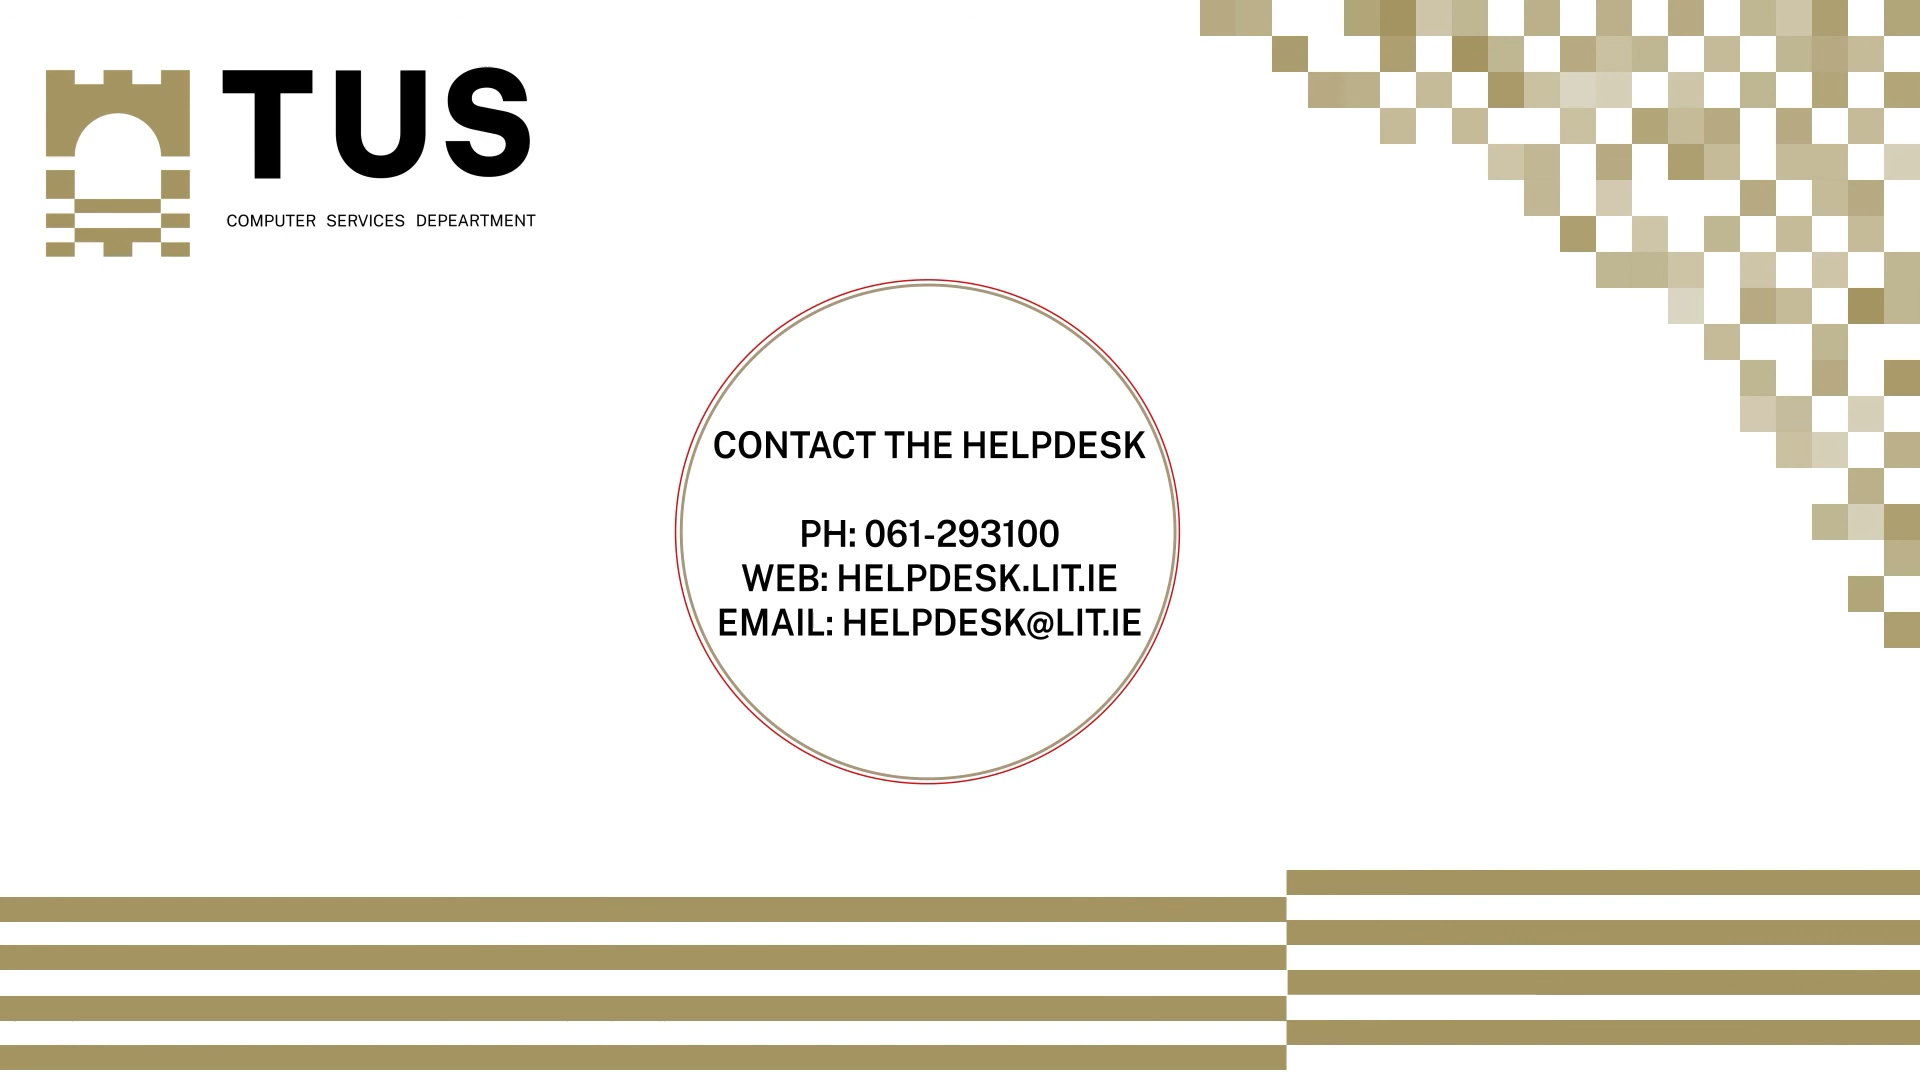 TUS
COMPUTER SERVICES DEPEARTMENT
CONTACT THE HELPDESK
PH: 061-293100
WEB: HELPDESK.LIT.IE
EMAIL: HELPDESK@LIT.IE